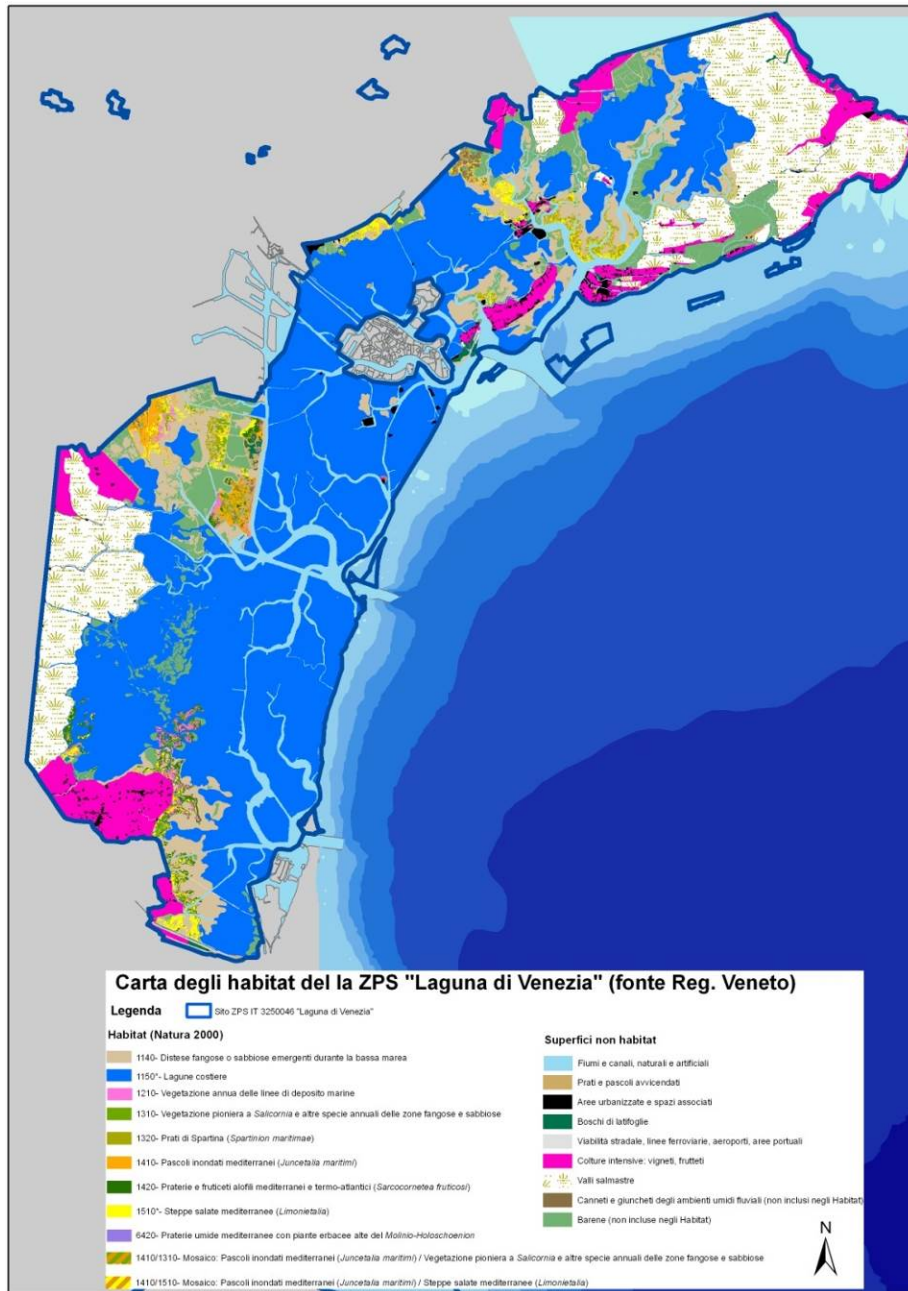 Carta degli habitat del la ZPS "Laguna di Venezia" (fonte Reg. Veneto)
Legenda
Sito ZPS IT 3250046 "Laguna di Venezia"
Habitat (Natura 2000)
1140- Distese fangose o sabbiose emergenti durante la bassa marea
1150*- Lagune costiere
1210- Vegetazione annua delle linee di deposito marine
1310- Vegetazione pioniera a Salicornia e altre specie annuali delle zone fangose e sabbiose
1320- Prati di Spartina (Spartinion maritimae)
1410- Pascoli inondati mediterranei (Juncetalia maritimi)
1420- Praterie e fruticeti alofili mediterranei e termo-atlantici (Sarcocornetea fruticosi)
1510*- Steppe salate mediterranee (Limonietalia)
6420- Praterie umide mediterranee con piante erbacee alte del Molinio-Holoschoenion
1410/1310- Mosaico: Pascoli inondati mediterranei (Juncetalia maritimi) / Vegetazione pioniera a Salicornia e altre specie annuali delle zone fangose e sabbiose
1410/1510- Mosaico: Pascoli inondati mediterranei (Juncetalia maritimi) / Steppe salate mediterranee (Limonietalia)
Superfici non habitat
Fiumi e canali, naturali e artificiali
Prati e pascoli avvicendati
Aree urbanizzate e spazi associati
Boschi di latifoglie
Viabilità stradale, linee ferroviarie, aeroporti, aree portuali
Colture intensive: vigneti, frutteti
Valli salmastre
Canneti e giuncheti degli ambienti umidi fluviali (non inclusi negli Habitat)
Barene (non incluse negli Habitat)
N